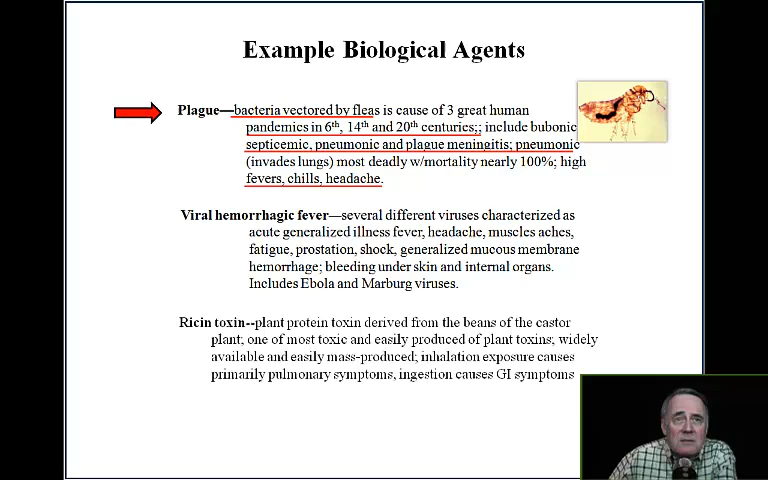 Example Biological Agents
Plague—bacteria vectored by fleas is cause of 3 great human
pandemics in 6th, 14th and 20th centuries;; include bubonic
septicemic, pneumonic and plague meningitis; pneumonic
(invades lungs) most deadly w/mortality nearly 100%; high
fevers, chills, headache.
Viral hemorrhagic fever—several different viruses characterized as
acute generalized illness fever, headache, muscles aches,
fatigue, prostation, shock, generalized mucous membrane
hemorrhage; bleeding under skin and internal organs.
Includes Ebola and Marburg viruses.
Ricin toxin--plant protein toxin derived from the beans of the castor
plant; one of most toxic and easily produced of plant toxins; widely
available and easily mass-produced; inhalation exposure causes
primarily pulmonary symptoms, ingestion causes GI symptoms